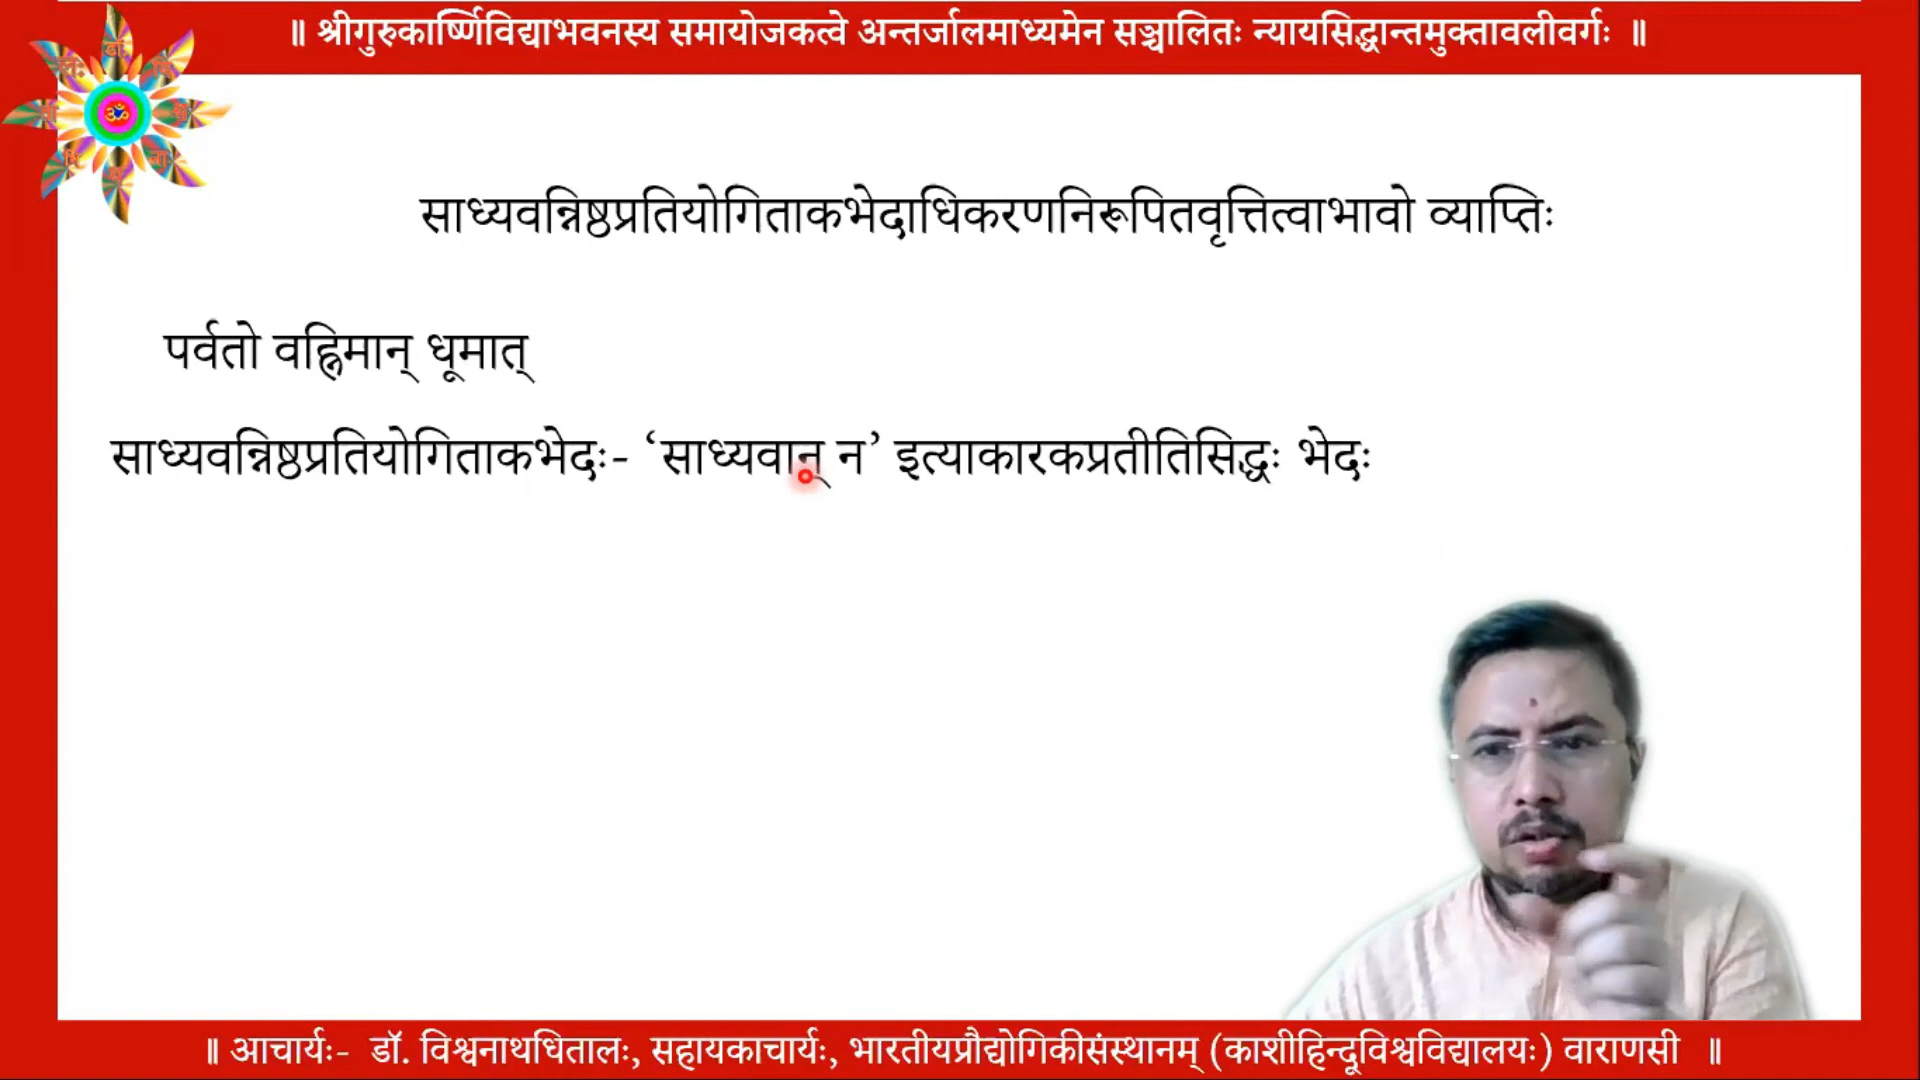 ॥ श्रीगुरुकार्ष्णिविद्याभवनस्य समायोजकत्वे अन्तर्जालमाध्यमेन सञ्चालितः न्यायसिद्धान्तमुक्तावलीवर्गः ॥
साध्यवन्निष्ठप्रतियोगिताकभेदाधिकरणनिरूपितवृत्तित्वाभावो व्याप्तिः
पर्वतो वह्निमान् धूमात्
साध्यवन्निष्ठप्रतियोगिताकभेदः- ‘साध्यवान् न’ इत्याकारकप्रतीतिसिद्धः भेदः
॥ आचार्यः- डॉ. विश्वनाथधितालः, सहायकाचार्यः, भारतीयप्रौद्योगिकीसंस्थानम् (काशीहिन्दूविश्वविद्यालयः) वाराणसी ॥